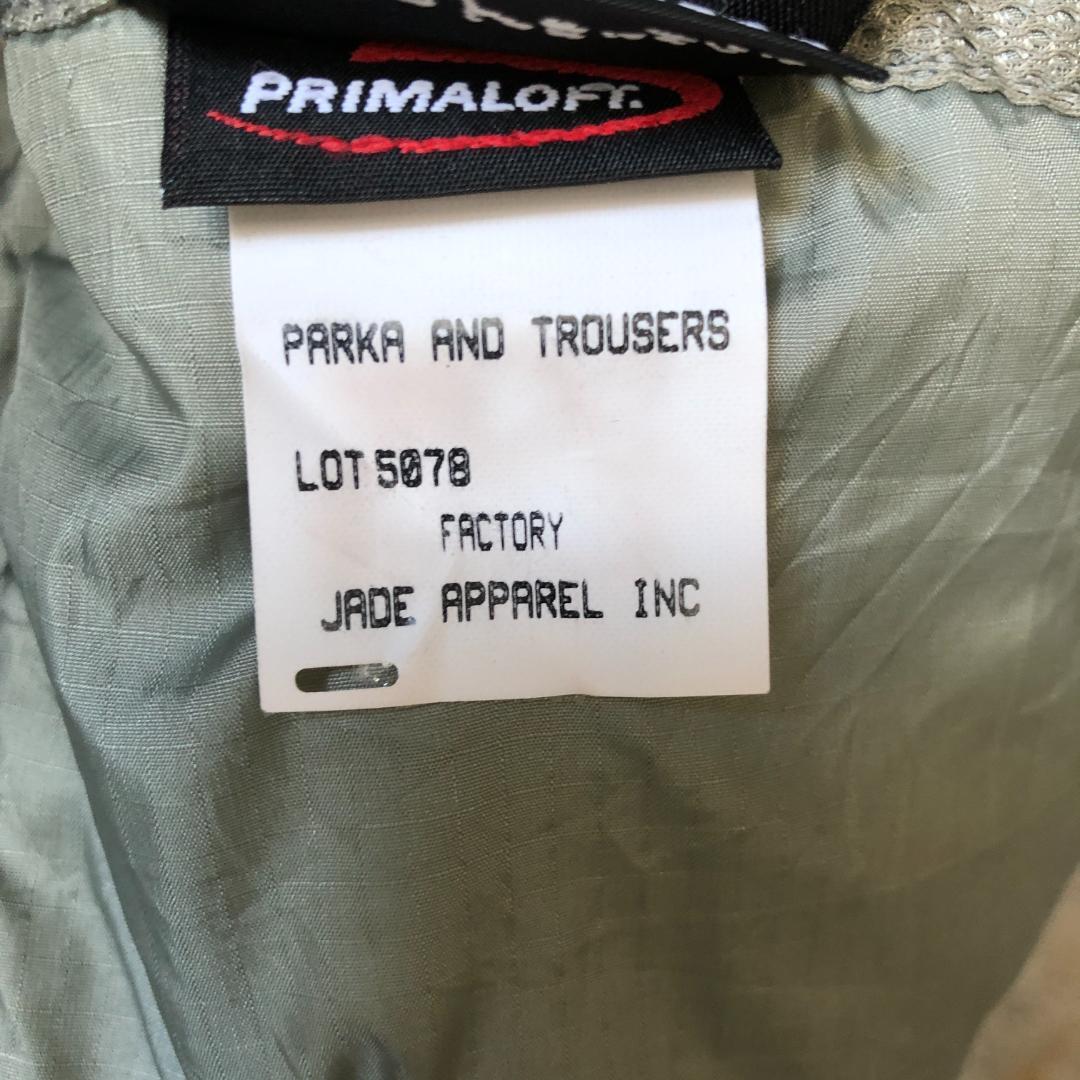 PRIMALOFT.
PARKA AND TROUSERS
LOT 5078
FACTORY
JADE APPAREL INC